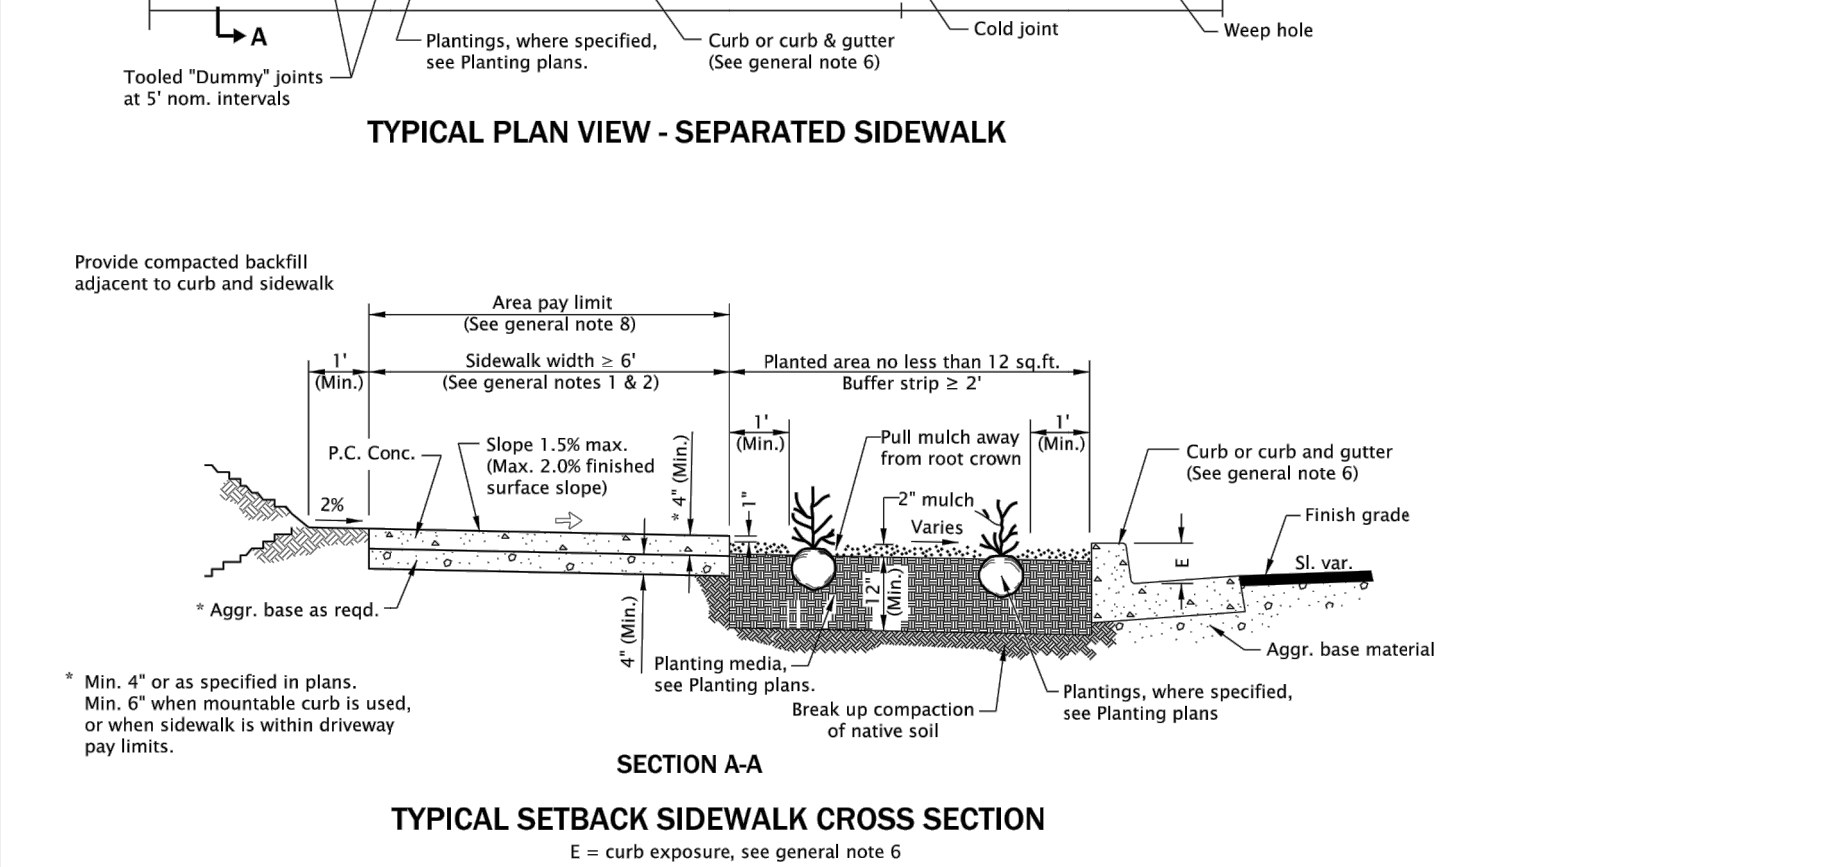 A
Plantings, where specified,
see Planting plans.
Curb or curb & gutter
(See general note 6)
Cold joint
Weep hole
Tooled "Dummy" joints
at 5' nom. intervals
TYPICAL PLAN VIEW - SEPARATED SIDEWALK
Provide compacted backfill
adjacent to curb and sidewalk
Area pay limit
(See general note 8)
1'
(Min.)
Sidewalk width ≥ 6'
(See general notes 1 & 2)
Planted area no less than 12 sq.ft.
Buffer strip ≥ 2'
1'
(Min.)
1'
(Min.)
P.C. Conc.
Slope 1.5% max.
(Max. 2.0% finished
surface slope)
* 4" (Min.)
1"
Pull mulch away
from root crown
2" mulch
Varies
Curb or curb and gutter
(See general note 6)
Finish grade
2%
E
Sl. var.
12"
(Min.)
* Aggr. base as reqd.
4" (Min.)
Planting media,
see Planting plans.
Aggr. base material
* Min. 4" or as specified in plans.
Min. 6" when mountable curb is used,
or when sidewalk is within driveway
pay limits.
Break up compaction
of native soil
Plantings, where specified,
see Planting plans
SECTION A-A
TYPICAL SETBACK SIDEWALK CROSS SECTION
E = curb exposure, see general note 6